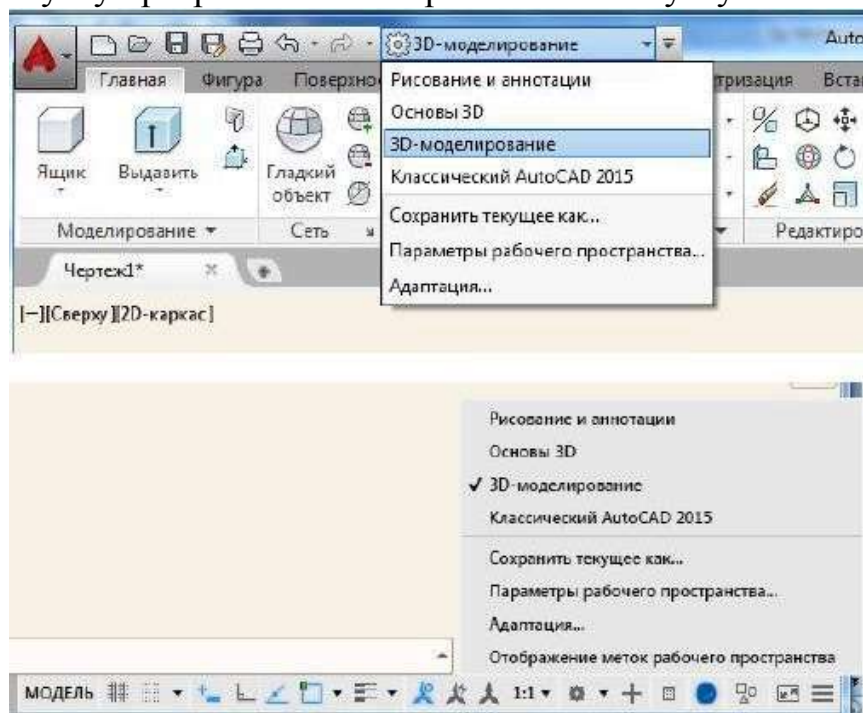 3D-моделирование
Auto
Главная Фигура Поверхно
Рисование и аннотации
Основы 3D
3D-моделирование
Классический AutoCAD 2015
Сохранить текущее как...
Параметры рабочего пространства...
Адаптация...
тризация Вста
Ящик Выдавить Гладкий
объект
Моделирование Сеть Редактиро
Чертеж1*
[−][Сверху][2D-каркас]
Рисование и аннотации
Основы 3D
3D-моделирование
Классический AutoCAD 2015
Сохранить текущее как...
Параметры рабочего пространства...
Адаптация...
Отображение меток рабочего пространства
МОДЕЛЬ 1:1